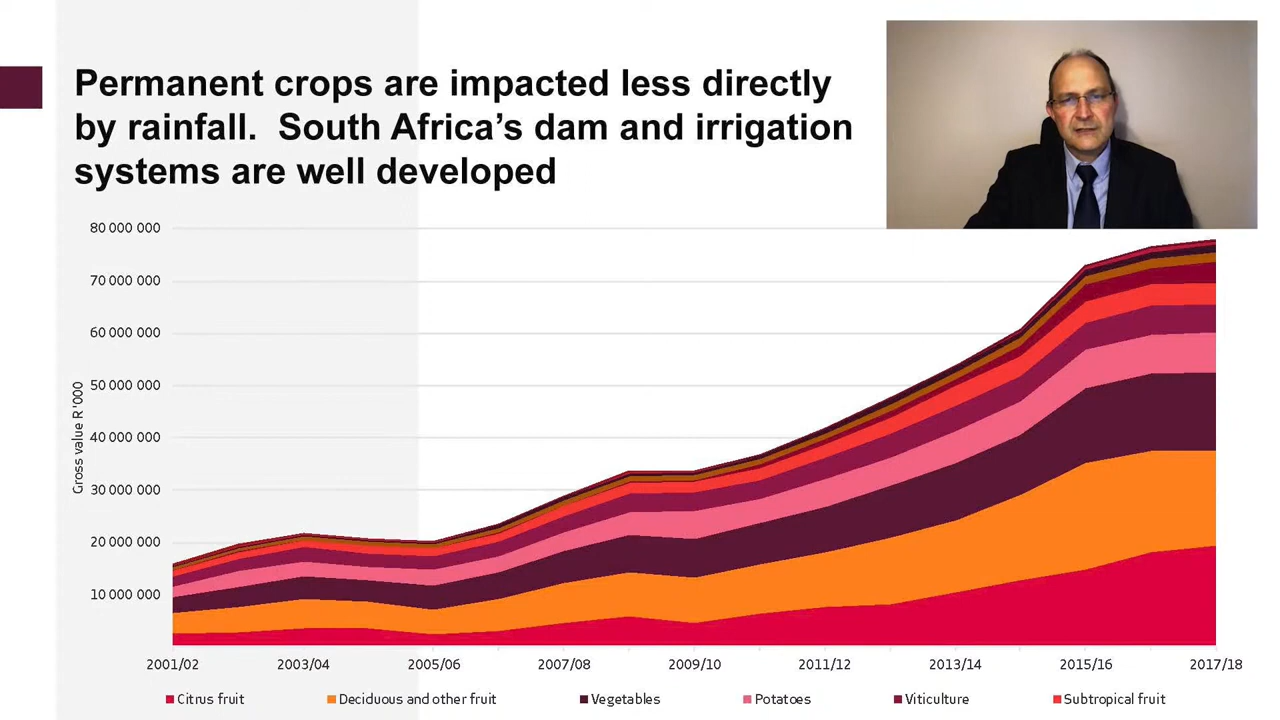 Permanent crops are impacted less directly
by rainfall.  South Africa's dam and irrigation
systems are well developed
80 000 000
70 000 000
60 000 000
50 000 000
40 000 000
30 000 000
20 000 000
10 000 000
Gross value R '000
2001/02 2003/04 2005/06 2007/08 2009/10 2011/12 2013/14 2015/16 2017/18
Citrus fruit Deciduous and other fruit Vegetables Potatoes Viticulture Subtropical fruit